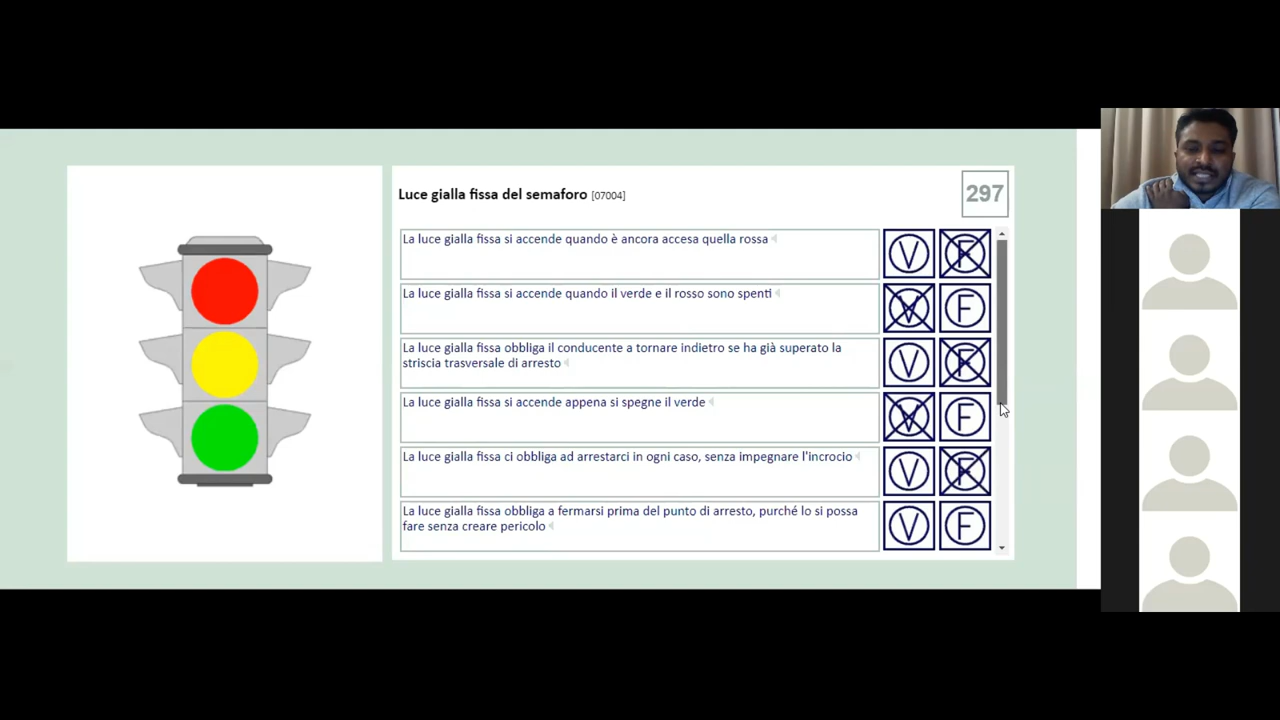 Luce gialla fissa del semaforo [07004]
297
La luce gialla fissa si accende quando è ancora accesa quella rossa
V F
La luce gialla fissa si accende quando il verde e il rosso sono spenti
V F
La luce gialla fissa obbliga il conducente a tornare indietro se ha già superato la
striscia trasversale di arresto
V F
La luce gialla fissa si accende appena si spegne il verde
V F
La luce gialla fissa ci obbliga ad arrestarci in ogni caso, senza impegnare l'incrocio
V F
La luce gialla fissa obbliga a fermarsi prima del punto di arresto, purché lo si possa
fare senza creare pericolo
V F